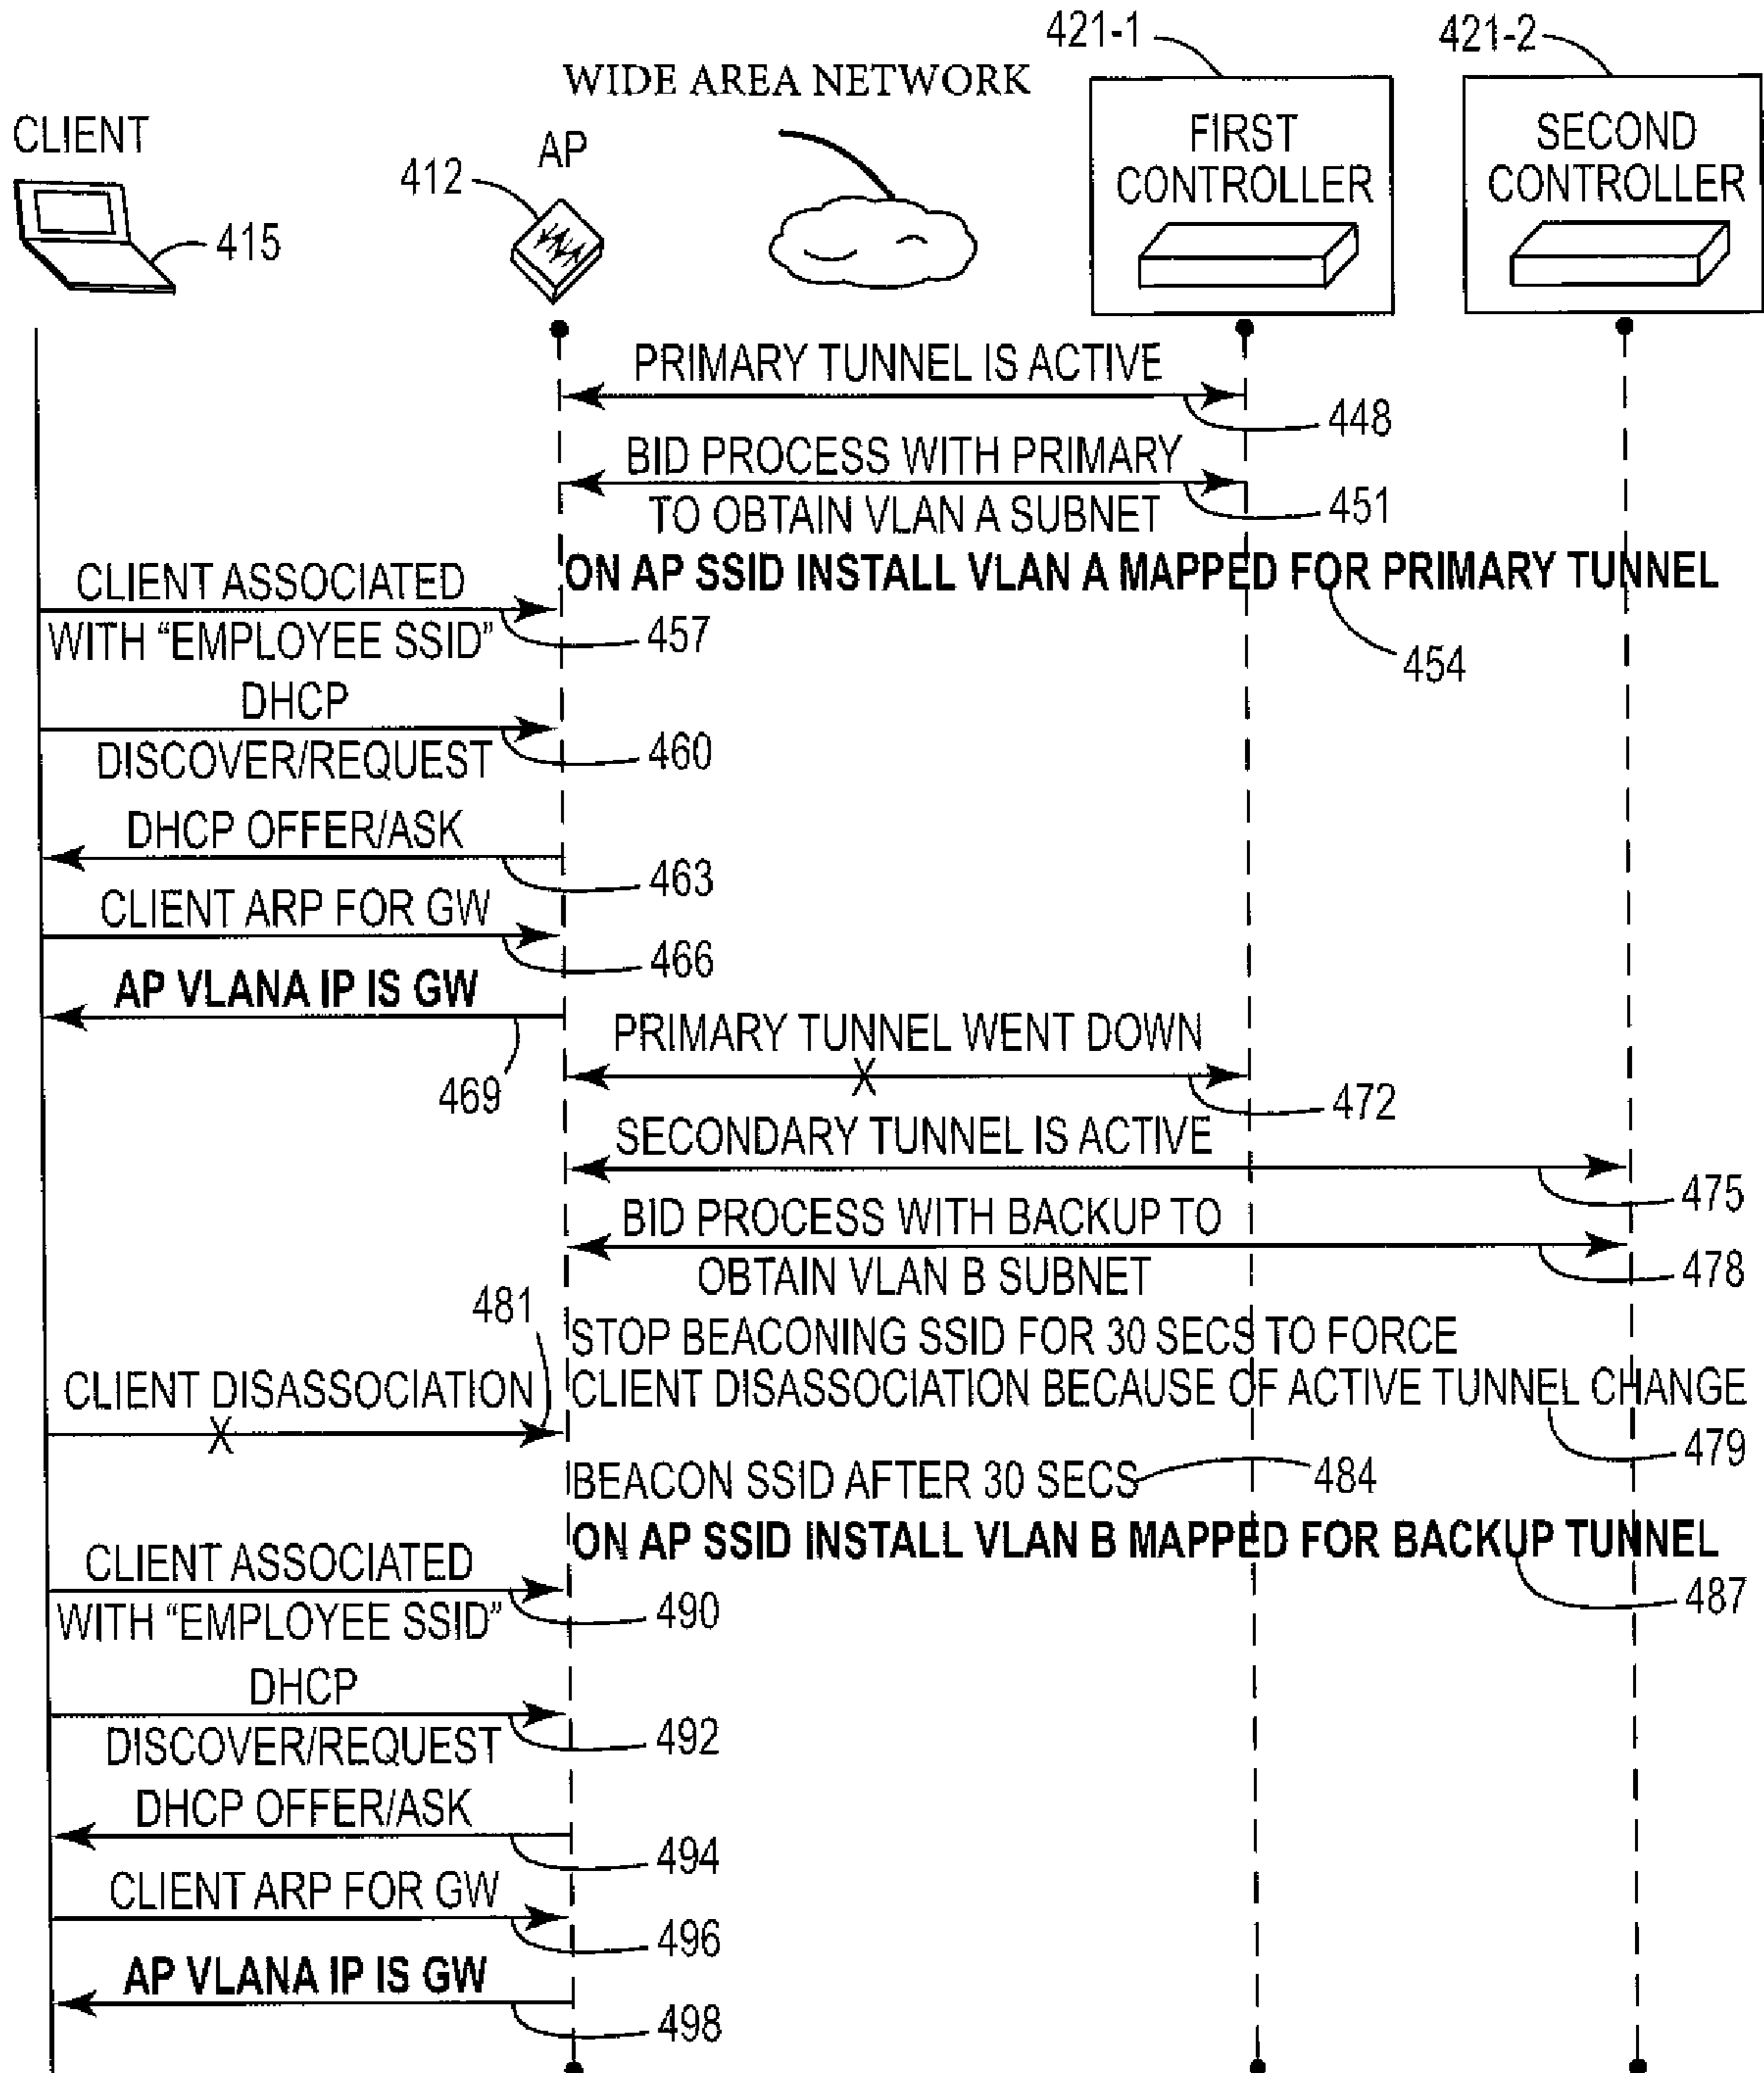 421-1
421-2
WIDE AREA NETWORK
CLIENT
AP
FIRST
CONTROLLER
SECOND
CONTROLLER
412
415
PRIMARY TUNNEL IS ACTIVE
448
BID PROCESS WITH PRIMARY
TO OBTAIN VLAN A SUBNET
451
ON AP SSID INSTALL VLAN A MAPPED FOR PRIMARY TUNNEL
454
CLIENT ASSOCIATED
WITH “EMPLOYEE SSID”
457
DHCP
DISCOVER/REQUEST
460
DHCP OFFER/ASK
463
CLIENT ARP FOR GW
466
AP VLANA IP IS GW
469
PRIMARY TUNNEL WENT DOWN
X
472
SECONDARY TUNNEL IS ACTIVE
475
BID PROCESS WITH BACKUP TO
OBTAIN VLAN B SUBNET
478
481
STOP BEACONING SSID FOR 30 SECS TO FORCE
CLIENT DISASSOCIATION BECAUSE OF ACTIVE TUNNEL CHANGE
479
CLIENT DISASSOCIATION
X
BEACON SSID AFTER 30 SECS
484
ON AP SSID INSTALL VLAN B MAPPED FOR BACKUP TUNNEL
487
CLIENT ASSOCIATED
WITH “EMPLOYEE SSID”
490
DHCP
DISCOVER/REQUEST
492
DHCP OFFER/ASK
494
CLIENT ARP FOR GW
496
AP VLANA IP IS GW
498